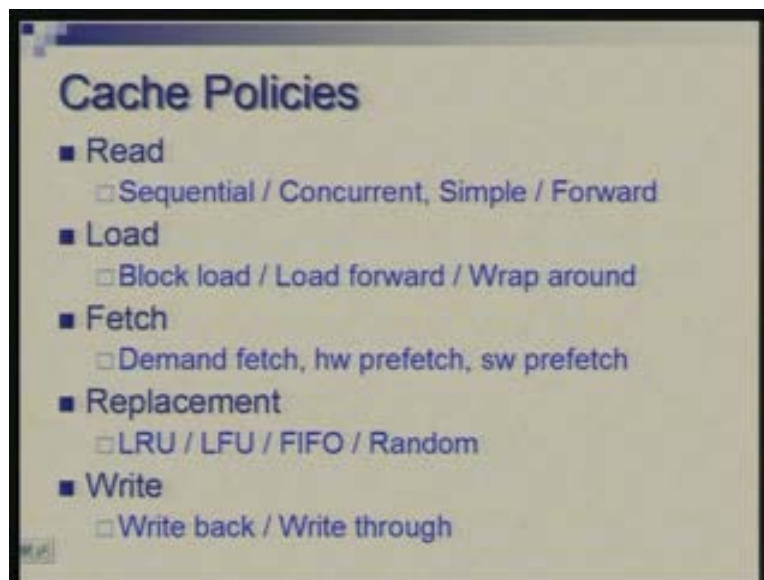 Cache Policies
Read
Sequential / Concurrent, Simple / Forward
Load
Block load / Load forward / Wrap around
Fetch
Demand fetch, hw prefetch, sw prefetch
Replacement
LRU / LFU / FIFO / Random
Write
Write back / Write through